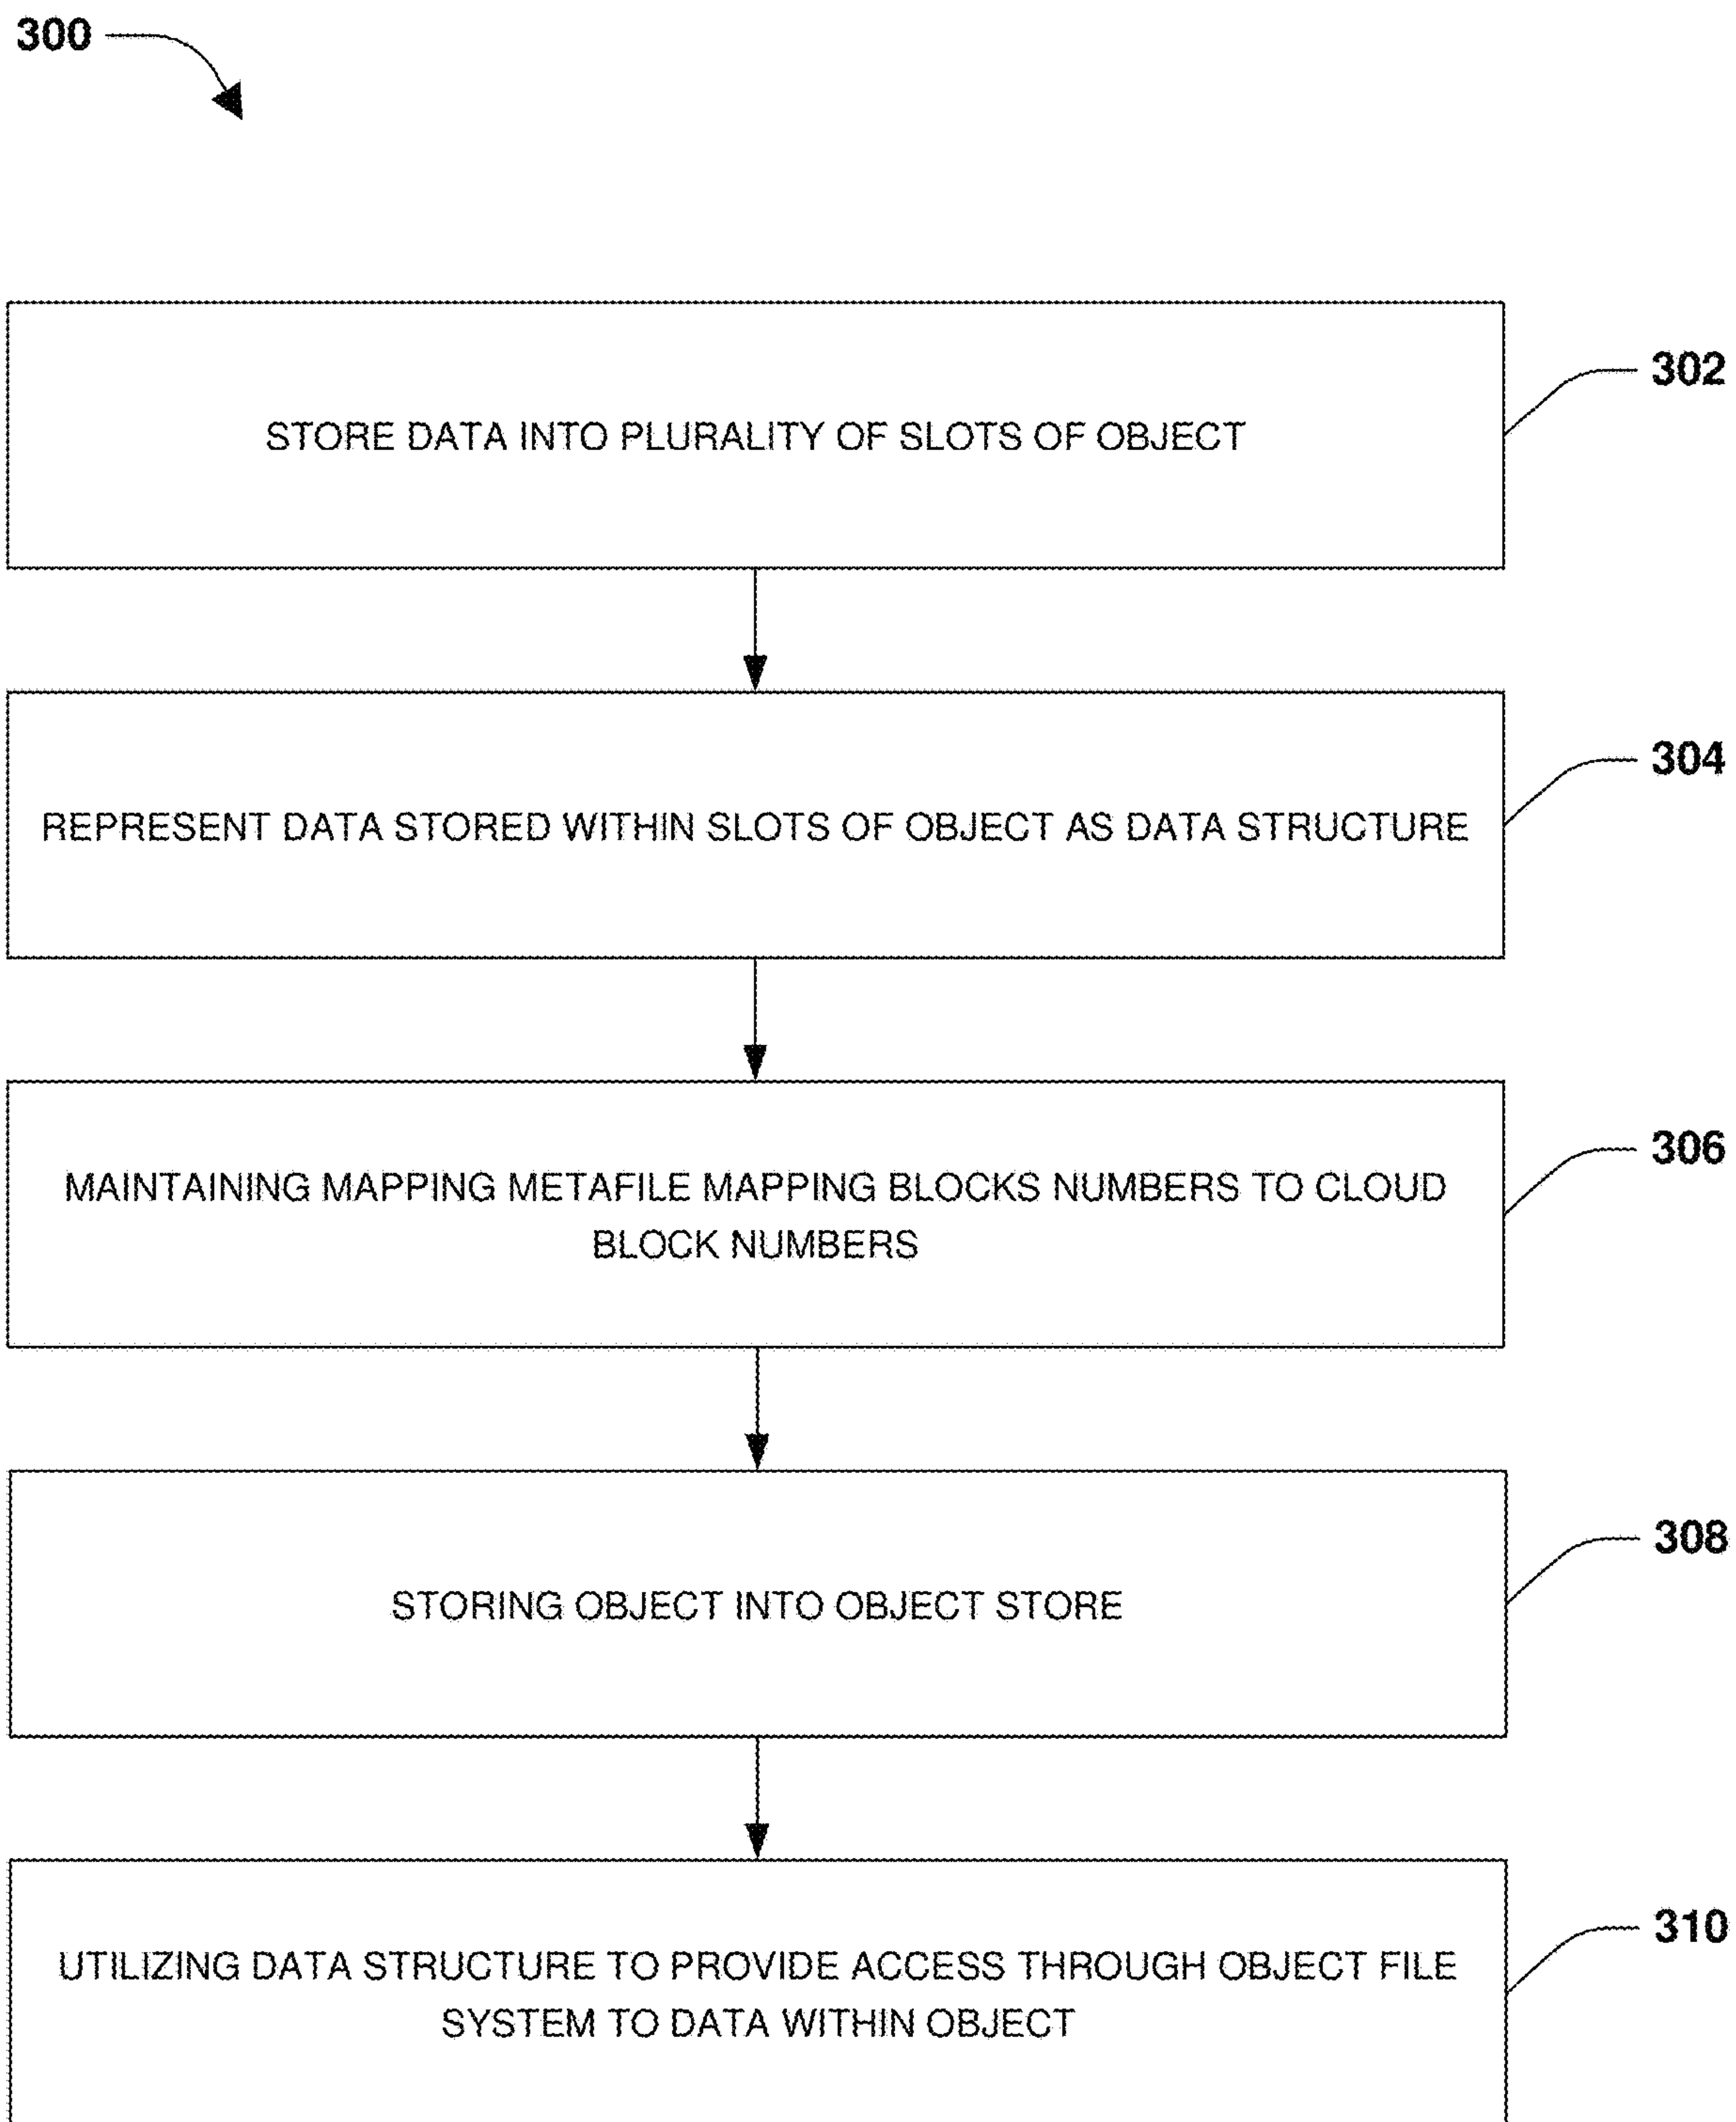 300
302
STORE DATA INTO PLURALITY OF SLOTS OF OBJECT
304
REPRESENT DATA STORED WITHIN SLOTS OF OBJECT AS DATA STRUCTURE
306
MAINTAINING MAPPING METAFILE MAPPING BLOCKS NUMBERS TO CLOUD
BLOCK NUMBERS
308
STORING OBJECT INTO OBJECT STORE
310
UTILIZING DATA STRUCTURE TO PROVIDE ACCESS THROUGH OBJECT FILE
SYSTEM TO DATA WITHIN OBJECT